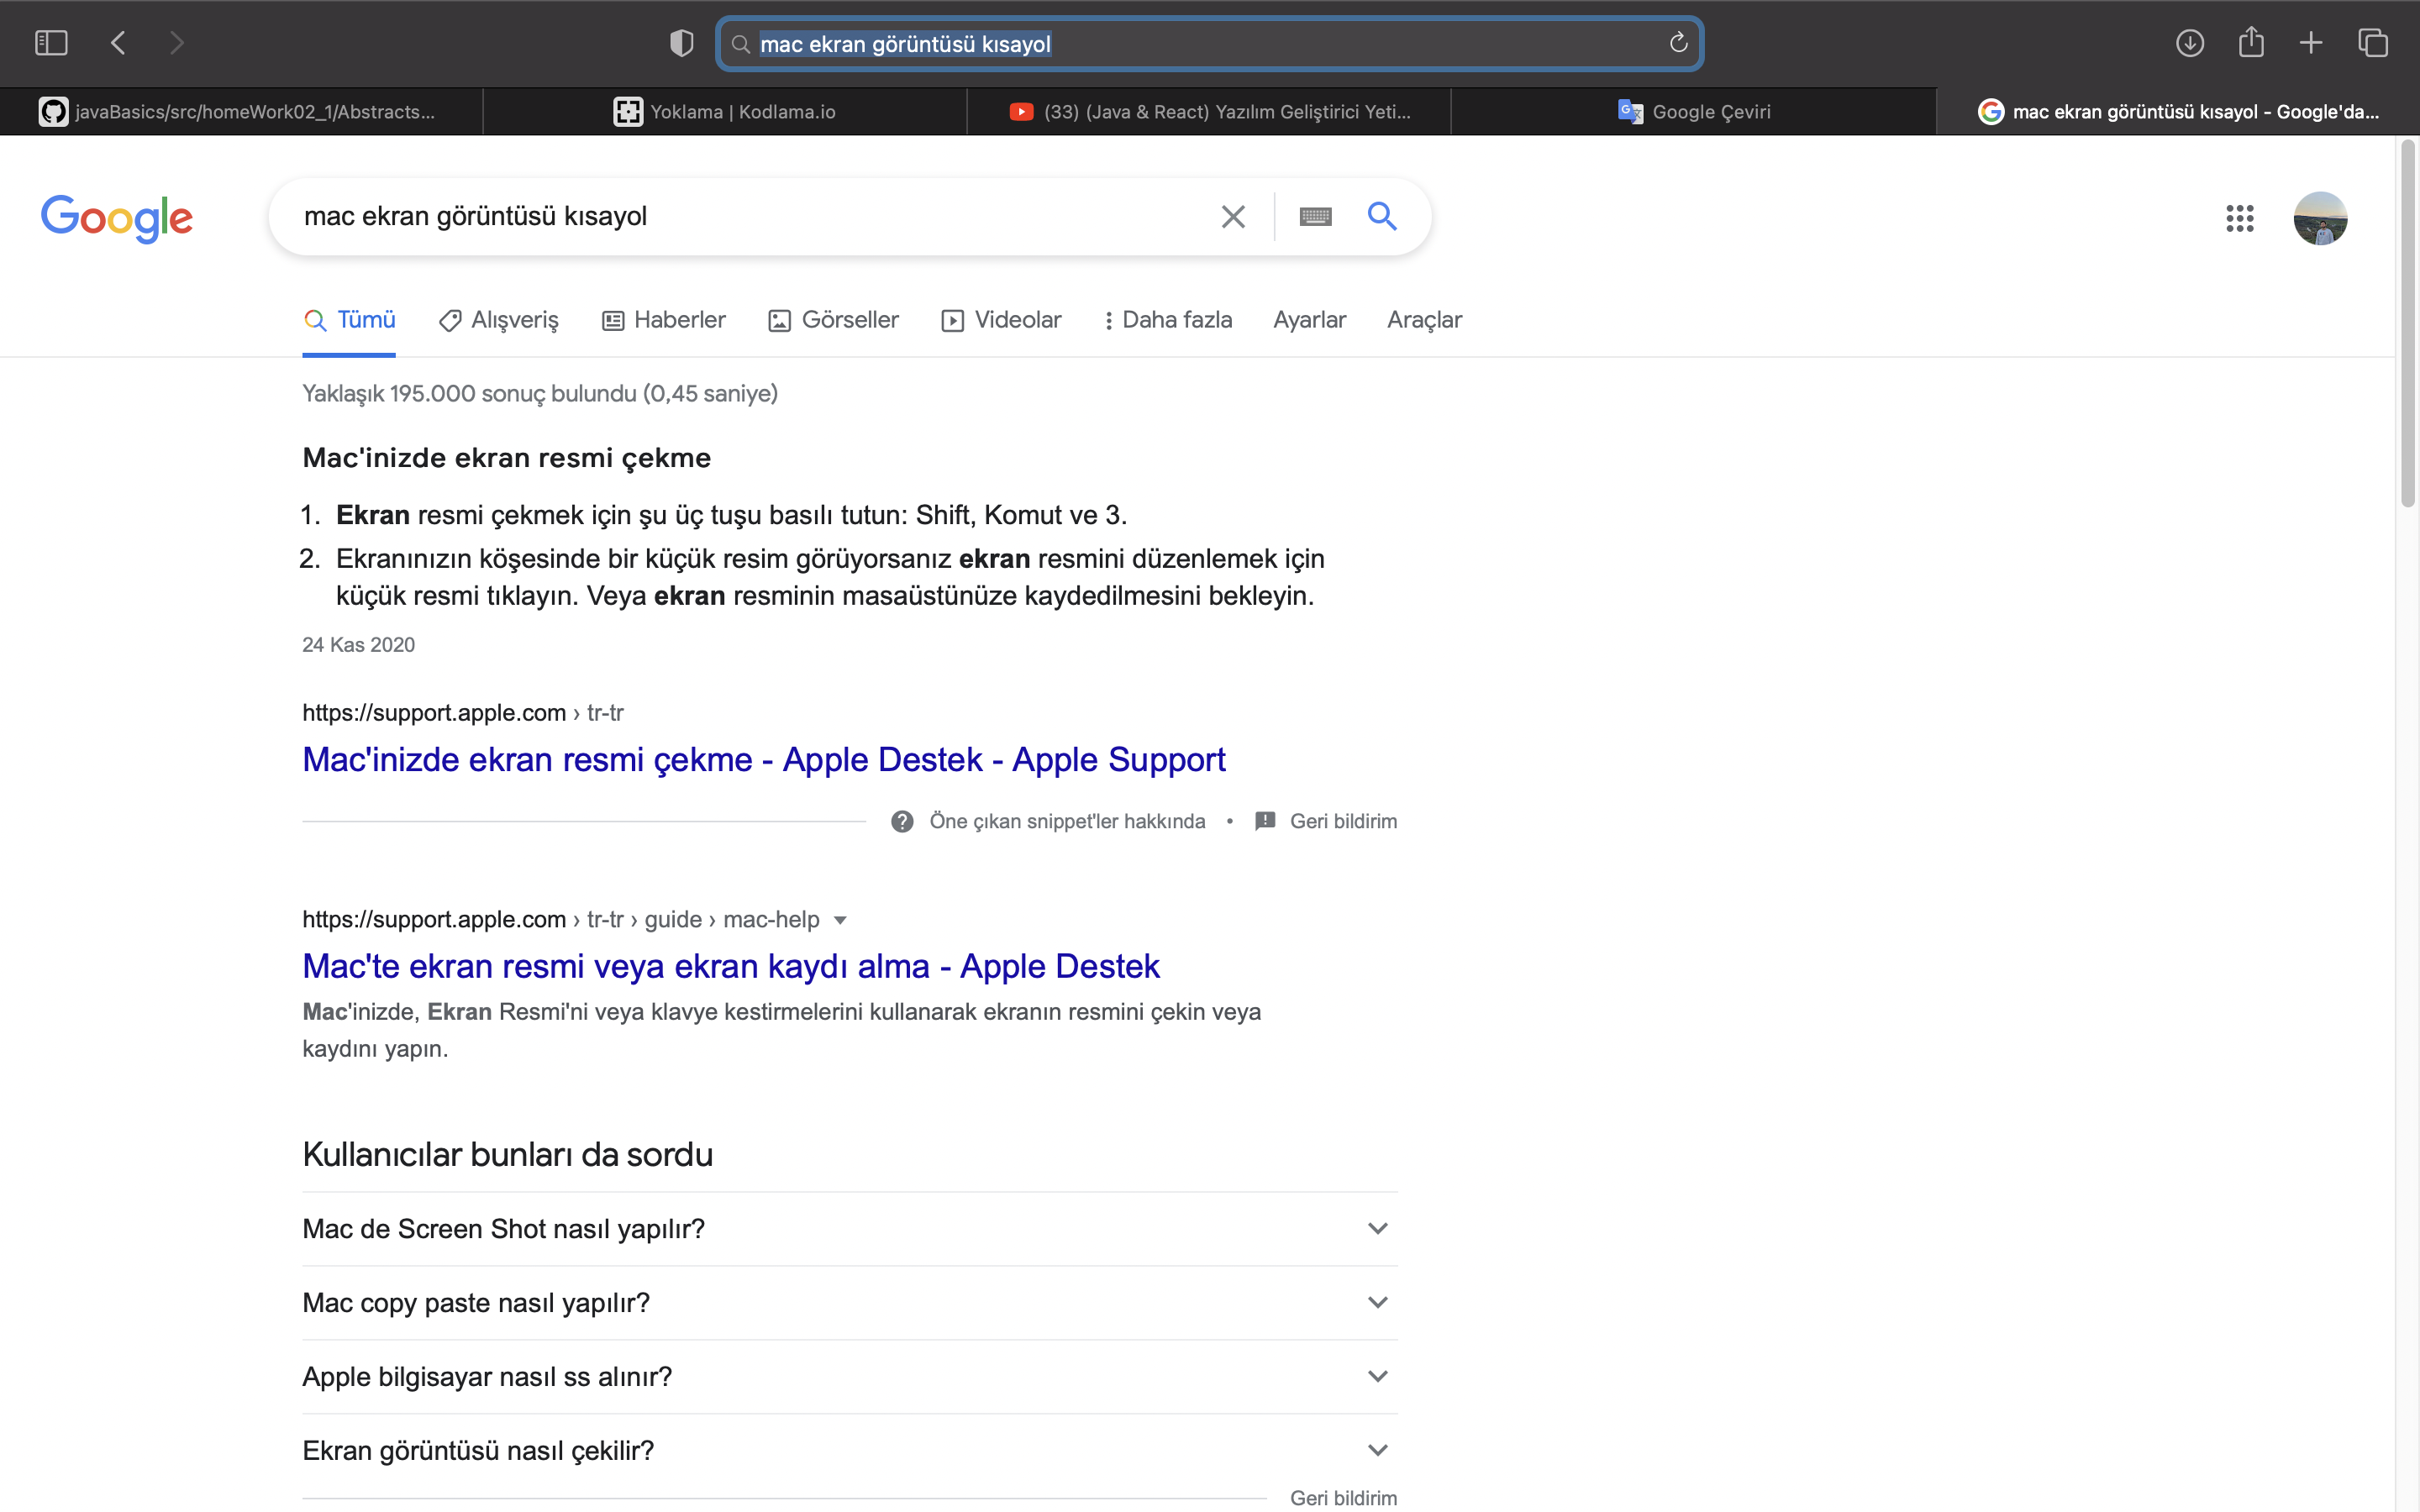 mac ekran görüntüsü kısayol
javaBasics/src/homeWork02_1/Abstracts...
Yoklama | Kodlama.io
(33) (Java & React) Yazılım Geliştirici Yeti...
Google Çeviri
mac ekran görüntüsü kısayol - Google'da...
Google
mac ekran görüntüsü kısayol
Tümü
Alışveriş
Haberler
Görseller
Videolar
Daha fazla
Ayarlar
Araçlar
Yaklaşık 195.000 sonuç bulundu (0,45 saniye)
Mac'inizde ekran resmi çekme
1. Ekran resmi çekmek için şu üç tuşu basılı tutun: Shift, Komut ve 3.
2. Ekranınızın köşesinde bir küçük resim görüyorsanız ekran resmini düzenlemek için
küçük resmi tıklayın. Veya ekran resminin masaüstünüze kaydedilmesini bekleyin.
24 Kas 2020
https://support.apple.com › tr-tr
Mac'inizde ekran resmi çekme - Apple Destek - Apple Support
Öne çıkan snippet'ler hakkında • Geri bildirim
https://support.apple.com › tr-tr › guide › mac-help
Mac'te ekran resmi veya ekran kaydı alma - Apple Destek
Mac'inizde, Ekran Resmi'ni veya klavye kestirmelerini kullanarak ekranın resmini çekin veya
kaydını yapın.
Kullanıcılar bunları da sordu
Mac de Screen Shot nasıl yapılır?
Mac copy paste nasıl yapılır?
Apple bilgisayar nasıl ss alınır?
Ekran görüntüsü nasıl çekilir?
Geri bildirim